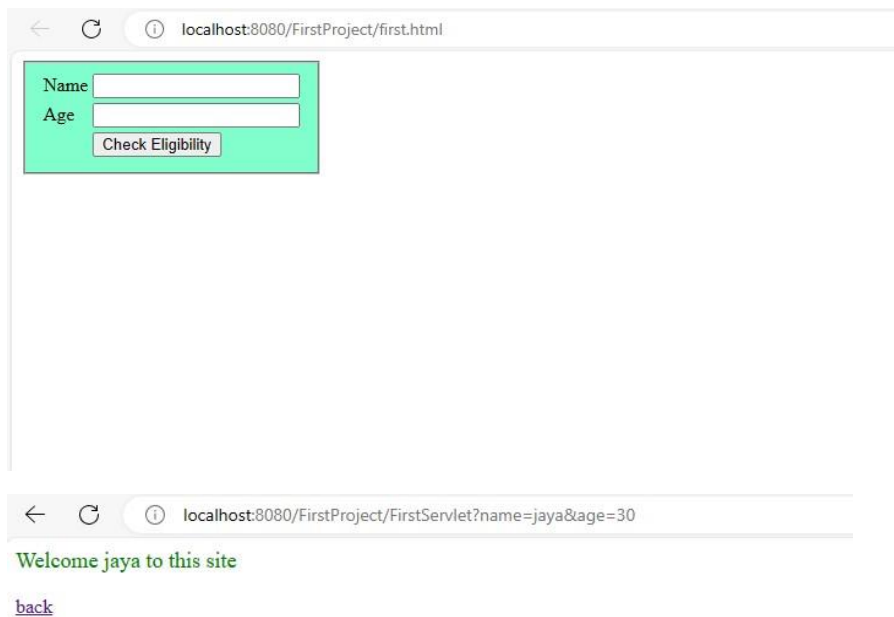 localhost:8080/FirstProject/first.html
Name
Age
Check Eligibility
localhost:8080/FirstProject/FirstServlet?name=jaya&age=30
Welcome jaya to this site
back